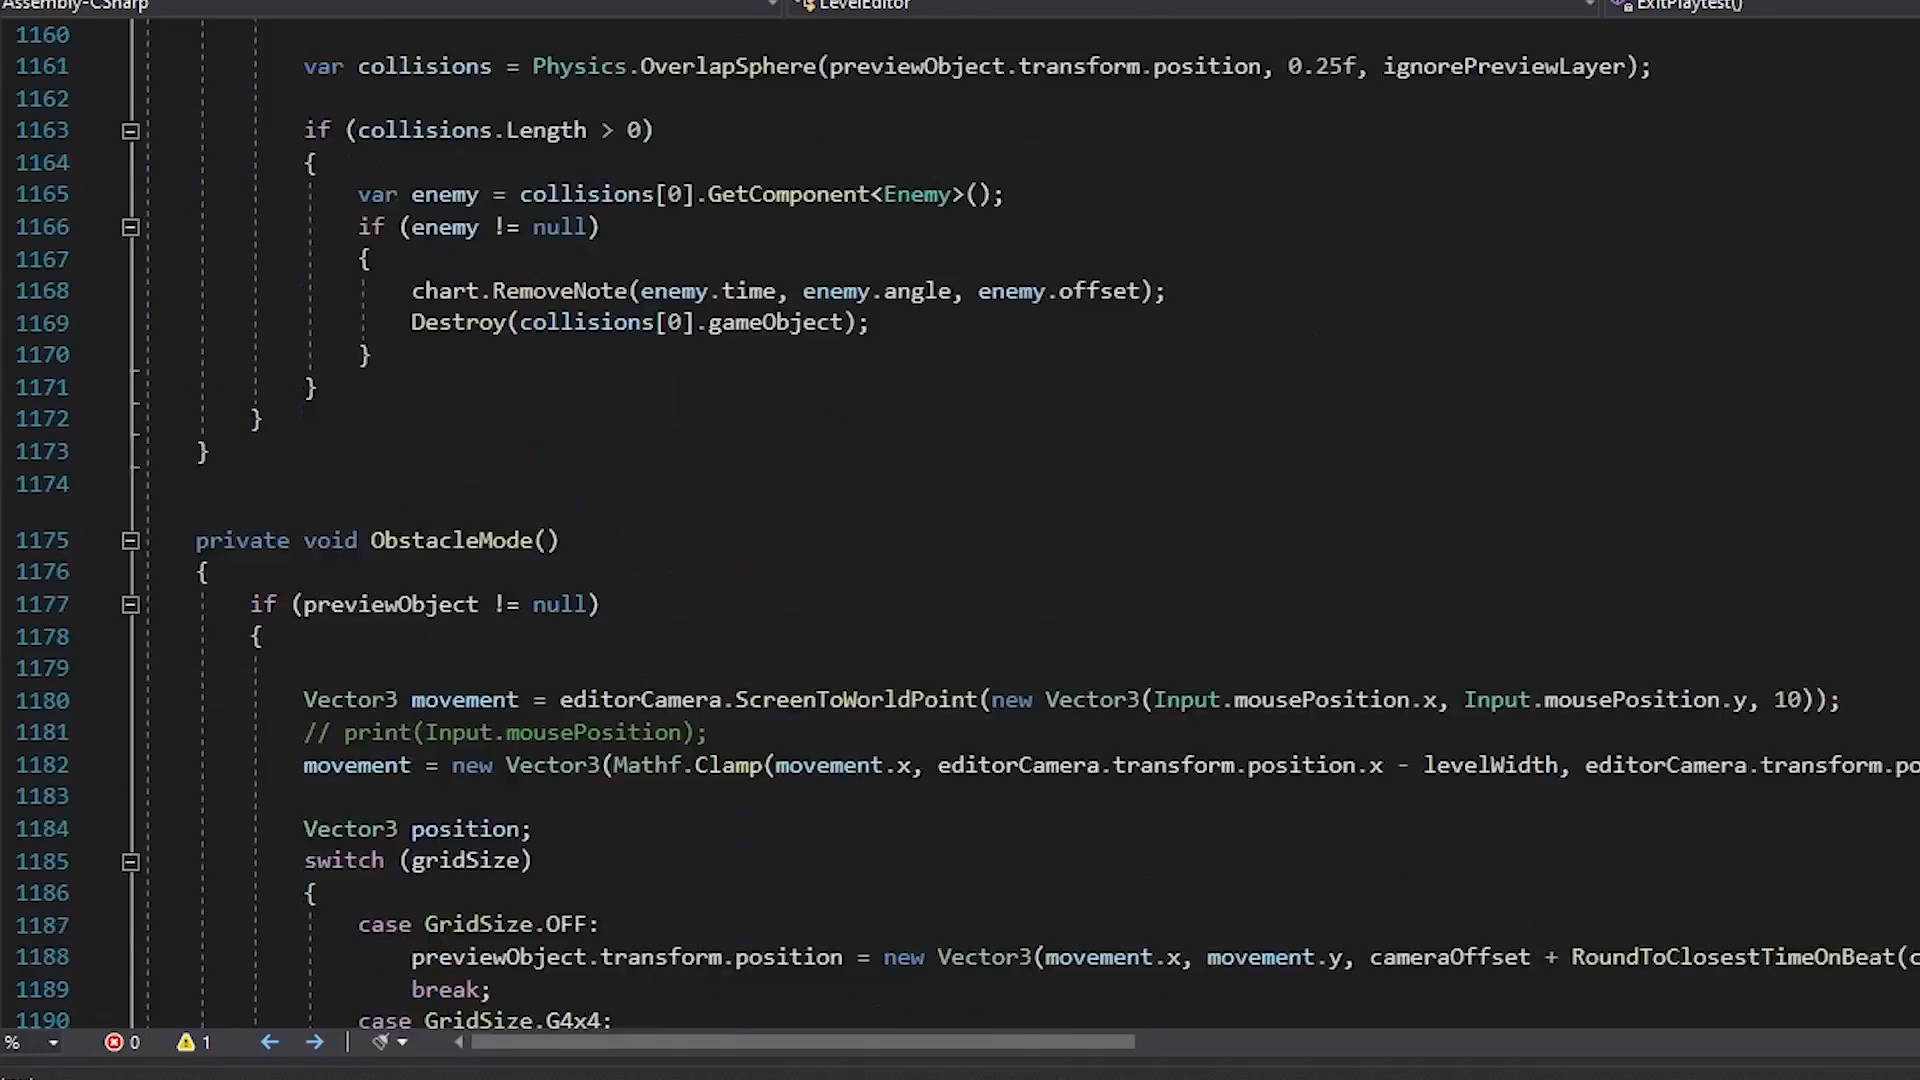 Assembly-CSharp LevelEditor ExitPlaytest()
1160
1161 var collisions = Physics.OverlapSphere(previewObject.transform.position, 0.25f, ignorePreviewLayer);
1162
1163 if (collisions.Length > 0)
1164 {
1165 var enemy = collisions[0].GetComponent<Enemy>();
1166 if (enemy != null)
1167 {
1168 chart.RemoveNote(enemy.time, enemy.angle, enemy.offset);
1169 Destroy(collisions[0].gameObject);
1170 }
1171 }
1172 }
1173 }
1174
1175 private void ObstacleMode()
1176 {
1177 if (previewObject != null)
1178 {
1179
1180 Vector3 movement = editorCamera.ScreenToWorldPoint(new Vector3(Input.mousePosition.x, Input.mousePosition.y, 10));
1181 // print(Input.mousePosition);
1182 movement = new Vector3(Mathf.Clamp(movement.x, editorCamera.transform.position.x - levelWidth, editorCamera.transform.po
1183
1184 Vector3 position;
1185 switch (gridSize)
1186 {
1187 case GridSize.OFF:
1188 previewObject.transform.position = new Vector3(movement.x, movement.y, cameraOffset + RoundToClosestTimeOnBeat(c
1189 break;
1190 case GridSize.G4x4:
% 0 1